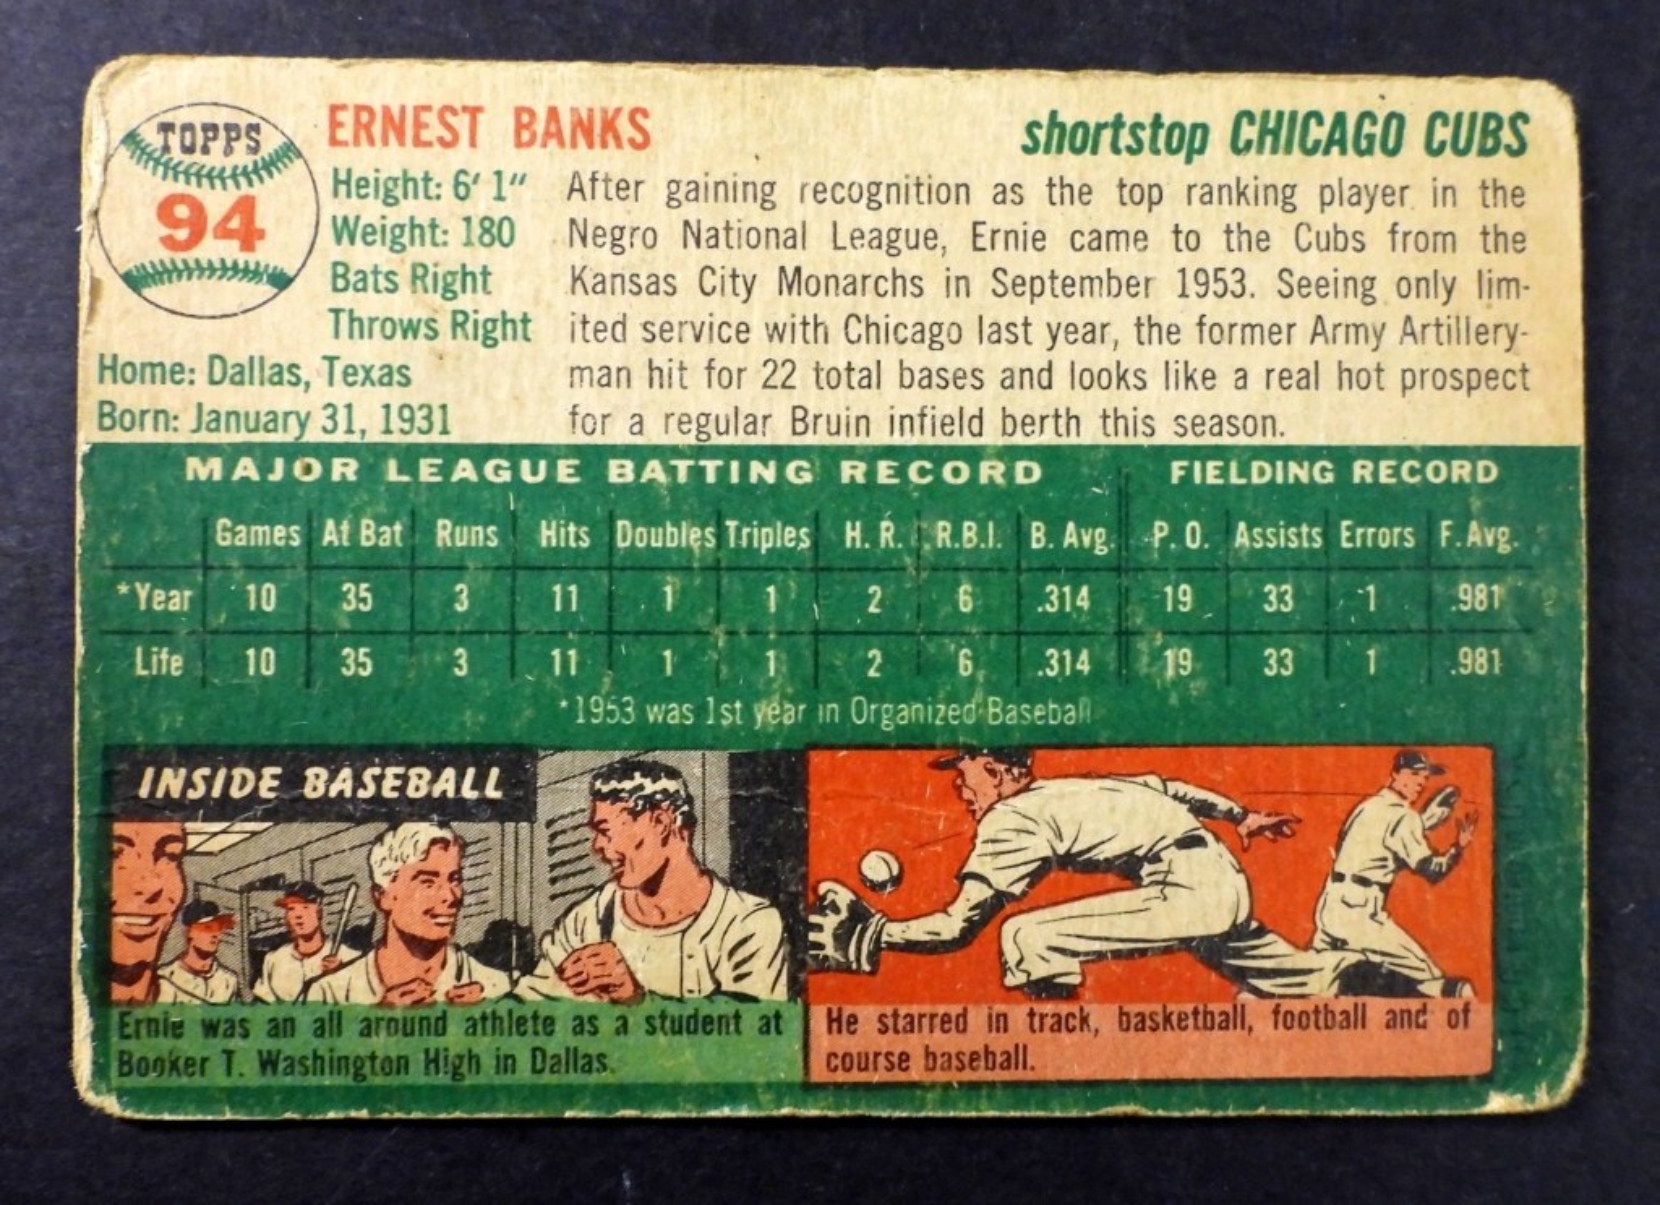 TOPPS
94
ERNEST BANKS
shortstop CHICAGO CUBS
Height: 6' 1"
Weight: 180
Bats Right
Throws Right
Home: Dallas, Texas
Born: January 31, 1931
After gaining recognition as the top ranking player in the
Negro National League, Ernie came to the Cubs from the
Kansas City Monarchs in September 1953. Seeing only lim-
ited service with Chicago last year, the former Army Artillery-
man hit for 22 total bases and looks like a real hot prospect
for a regular Bruin infield berth this season.
MAJOR LEAGUE BATTING RECORD FIELDING RECORD
Games At Bat Runs Hits Doubles Triples H. R. R.B.I. B. Avg. P. O. Assists Errors F. Avg.
*Year 10 35 3 11 1 1 2 6 .314 19 33 1 .981
Life 10 35 3 11 1 1 2 6 .314 19 33 1 .981
*1953 was 1st year in Organized Baseball
INSIDE BASEBALL
Ernie was an all around athlete as a student at
Booker T. Washington High in Dallas.
He starred in track, basketball, football and of
course baseball.